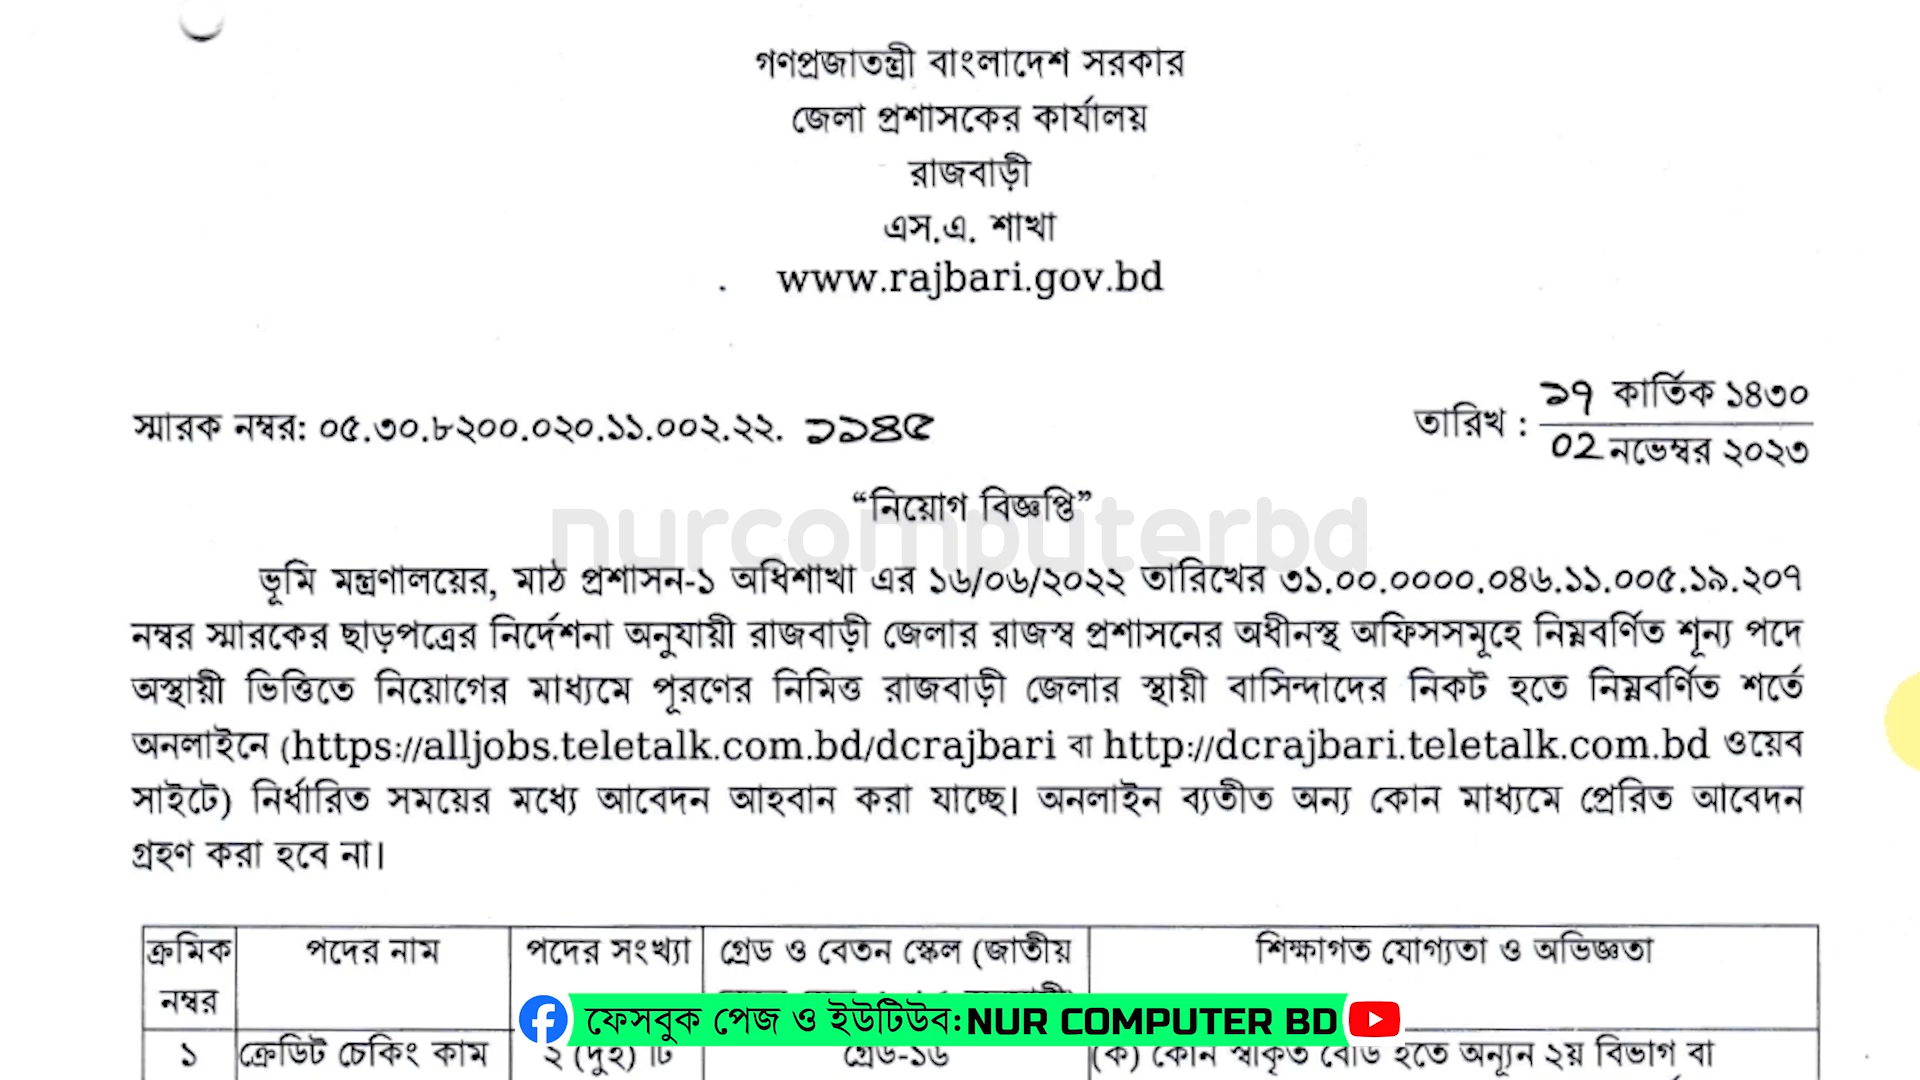 গণপ্রজাতন্ত্রী বাংলাদেশ সরকার
জেলা প্রশাসকের কার্যালয়
রাজবাড়ী
এস.এ. শাখা
www.rajbari.gov.bd
স্মারক নম্বর: ০৫.৩০.৮২০০.০২০.১১.০০২.২২. ১১৪৫
তারিখ : ১৭ কার্তিক ১৪৩০
02 নভেম্বর ২০২৩
“নিয়োগ বিজ্ঞপ্তি”
nurcomputerbd
ভূমি মন্ত্রণালয়ের, মাঠ প্রশাসন-১ অধিশাখা এর ১৬/০৬/২০২২ তারিখের ৩১.০০.০০০০.০৪৬.১১.০০৫.১৯.২০৭
নম্বর স্মারকের ছাড়পত্রের নির্দেশনা অনুযায়ী রাজবাড়ী জেলার রাজস্ব প্রশাসনের অধীনস্থ অফিসসমূহে নিম্নবর্ণিত শূন্য পদে
অস্থায়ী ভিত্তিতে নিয়োগের মাধ্যমে পূরণের নিমিত্ত রাজবাড়ী জেলার স্থায়ী বাসিন্দাদের নিকট হতে নিম্নবর্ণিত শর্তে
অনলাইনে (https://alljobs.teletalk.com.bd/dcrajbari বা http://dcrajbari.teletalk.com.bd ওয়েব
সাইটে) নির্ধারিত সময়ের মধ্যে আবেদন আহবান করা যাচ্ছে। অনলাইন ব্যতীত অন্য কোন মাধ্যমে প্রেরিত আবেদন
গ্রহণ করা হবে না।
ক্রমিক নম্বর
পদের নাম
পদের সংখ্যা
গ্রেড ও বেতন স্কেল (জাতীয়
শিক্ষাগত যোগ্যতা ও অভিজ্ঞতা
ফেসবুক পেজ ও ইউটিউব: NUR COMPUTER BD
১
ক্রেডিট চেকিং কাম
২ (দুই) টি
গ্রেড-১৬
(ক) কোন স্বীকৃত বোর্ড হতে অন্যূন ২য় বিভাগ বা